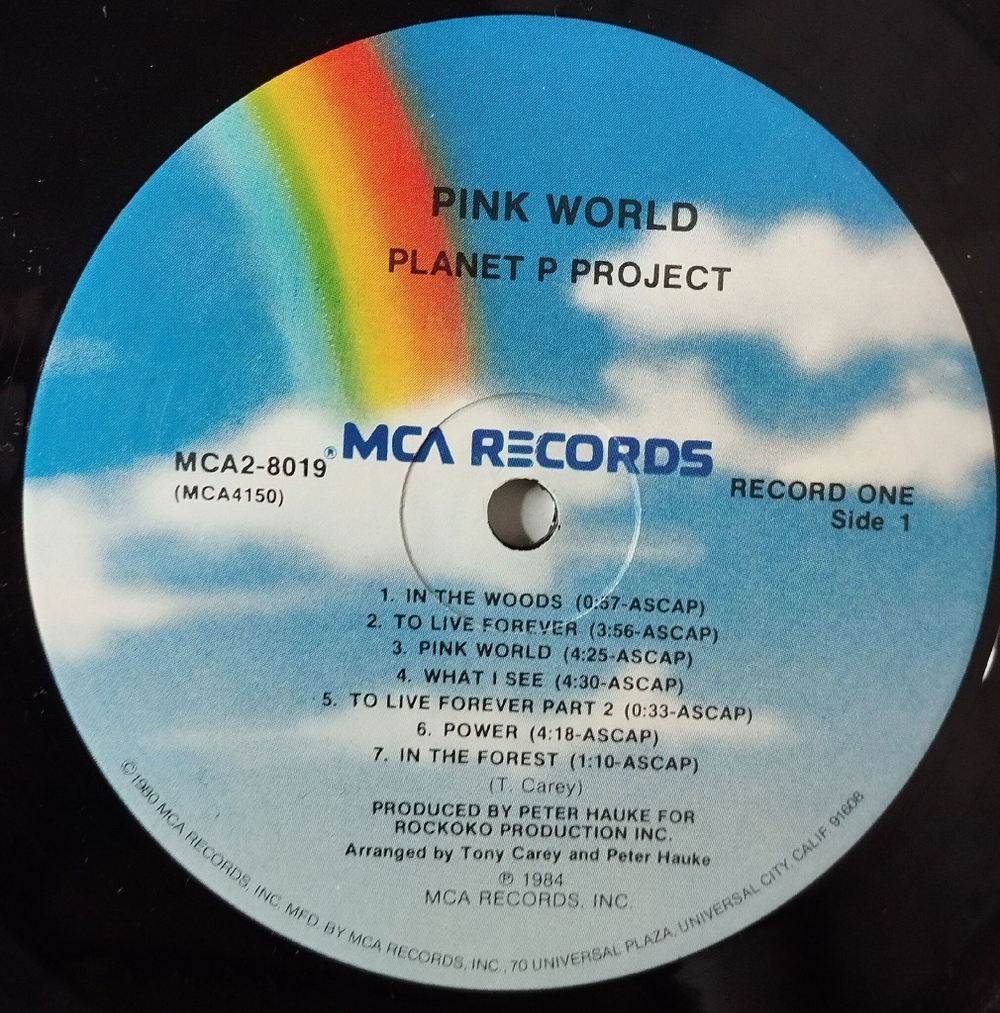 PINK WORLD
PLANET P PROJECT
® MCA RECORDS
MCA2-8019
(MCA4150)
RECORD ONE
Side 1
1. IN THE WOODS (0:57-ASCAP)
2. TO LIVE FOREVER (3:56-ASCAP)
3. PINK WORLD (4:25-ASCAP)
4. WHAT I SEE (4:30-ASCAP)
5. TO LIVE FOREVER PART 2 (0:33-ASCAP)
6. POWER (4:18-ASCAP)
7. IN THE FOREST (1:10-ASCAP)
(T. Carey)
PRODUCED BY PETER HAUKE FOR
ROCKOKO PRODUCTION INC.
Arranged by Tony Carey and Peter Hauke
℗ 1984
MCA RECORDS, INC.
©1980 MCA RECORDS, INC. MFD. BY MCA RECORDS, INC., 70 UNIVERSAL PLAZA, UNIVERSAL CITY, CALIF. 91608